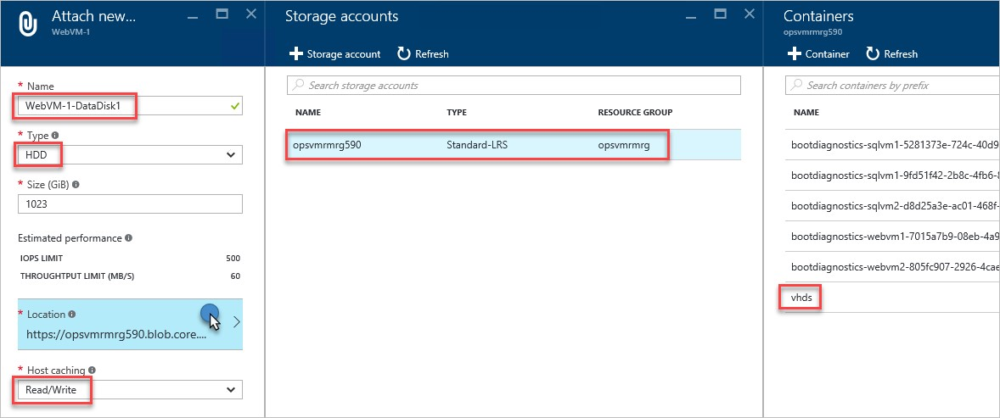 Attach new...
WebVM-1
* Name
WebVM-1-DataDisk1
* Type
HDD
* Size (GiB)
1023
Estimated performance
IOPS LIMIT 500
THROUGHTPUT LIMIT (MB/S) 60
* Location
https://opsvmrmrg590.blob.core....
* Host caching
Read/Write
Storage accounts
Storage account Refresh
Search storage accounts
NAME TYPE RESOURCE GROUP
opsvmrmrg590 Standard-LRS opsvmrmrg
Containers
opsvmrmrg590
Container Refresh
Search containers by prefix
NAME
bootdiagnostics-sqlvm1-5281373e-724c-40d9
bootdiagnostics-sqlvm1-9fd51f42-2b8c-4fb6-8
bootdiagnostics-sqlvm2-d8d25a3e-ac01-468f-
bootdiagnostics-webvm1-7015a7b9-08eb-4a9
bootdiagnostics-webvm2-805fc907-2926-4cae
vhds